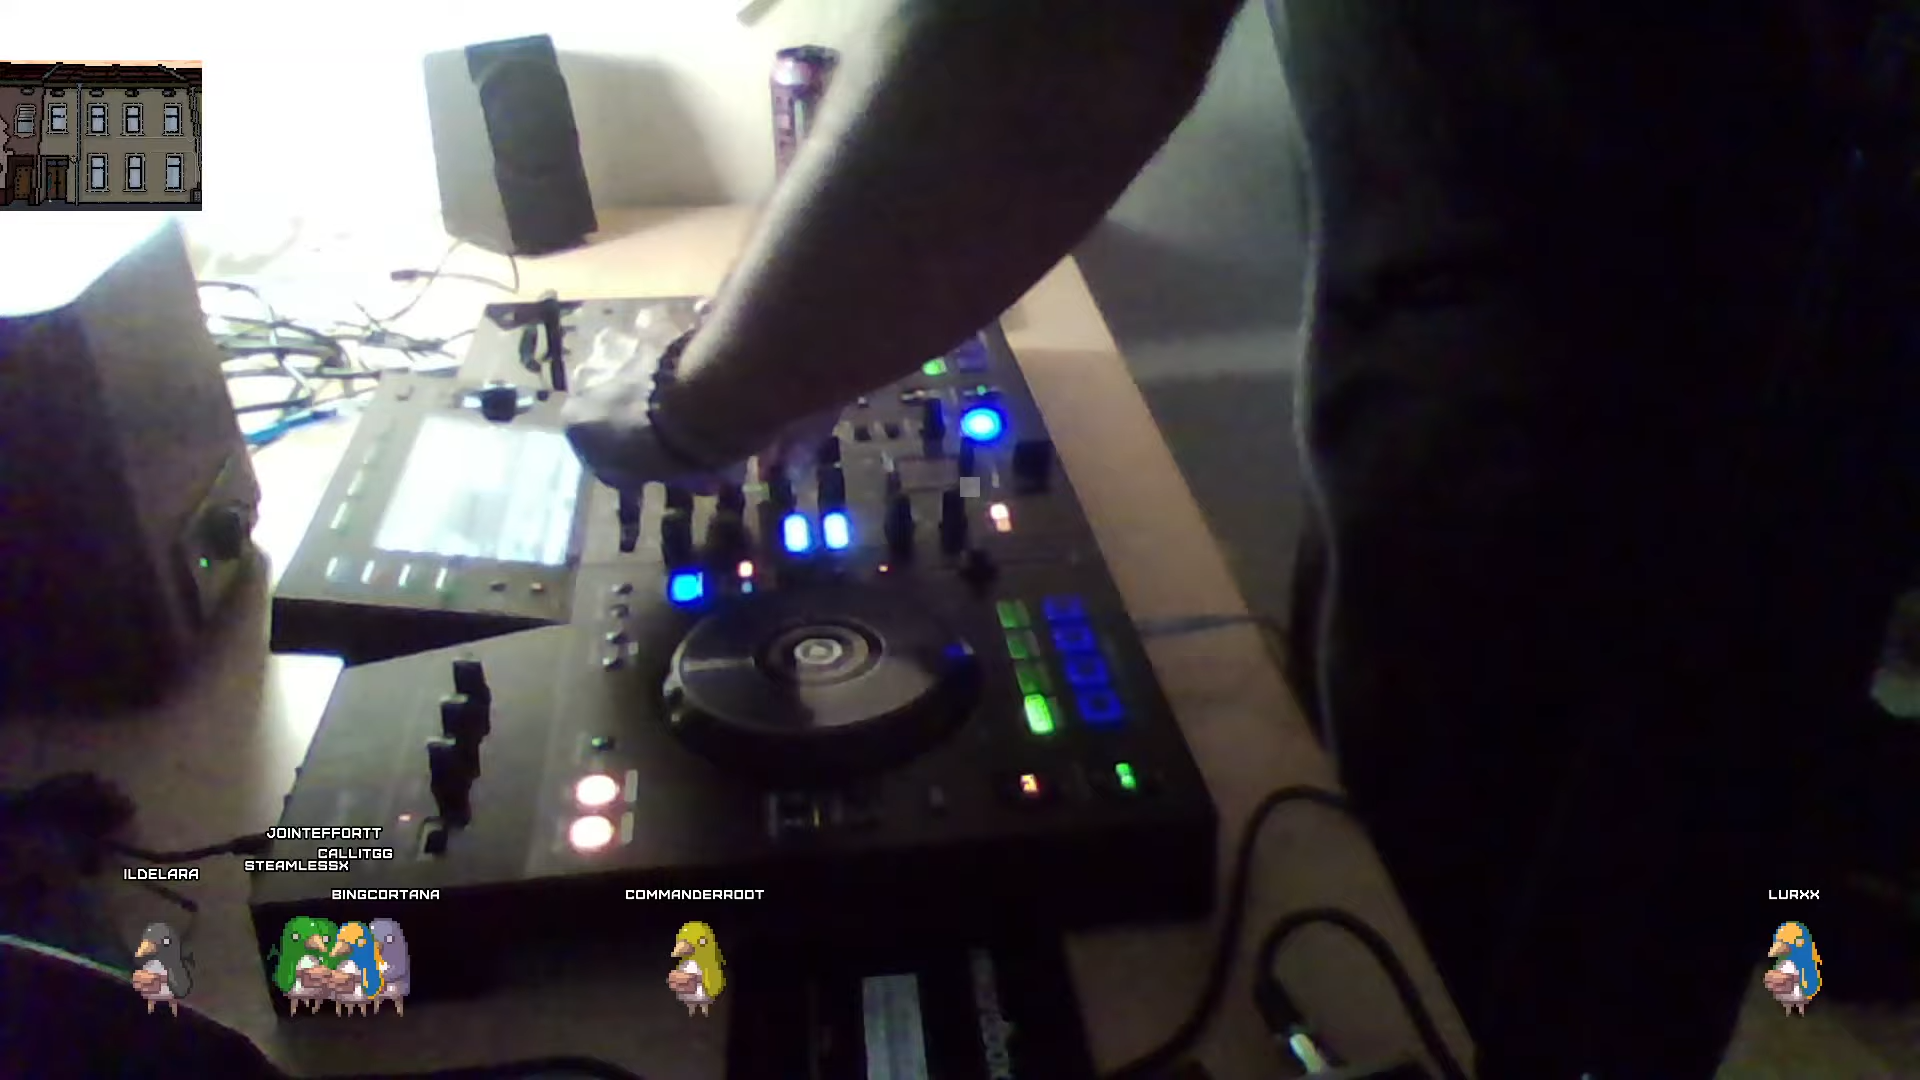 JOINTEFFORTT
CALLITGG
STEAMLESSX
ILDELARA
BINGCORTANA
COMMANDERROOT
LURXX